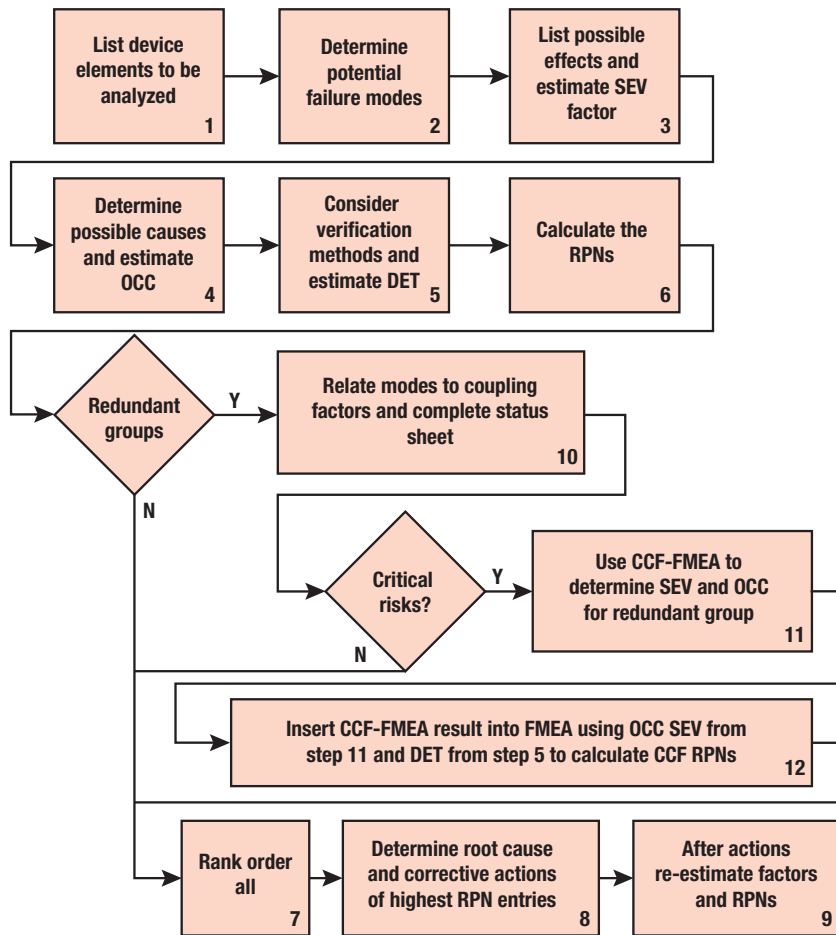 List device
elements to be
analyzed
1
Determine
potential
failure modes
2
List possible
effects and
estimate SEV
factor
3
Determine
possible causes
and estimate
OCC
4
Consider
verification
methods and
estimate DET
5
Calculate the
RPNs
6
Redundant
groups
Y
N
Relate modes to coupling
factors and complete status
sheet
10
Critical
risks?
Y
N
Use CCF-FMEA to
determine SEV and OCC
for redundant group
11
Insert CCF-FMEA result into FMEA using OCC SEV from
step 11 and DET from step 5 to calculate CCF RPNs
12
Rank order
all
7
Determine root cause
and corrective actions
of highest RPN entries
8
After actions
re-estimate factors
and RPNs
9